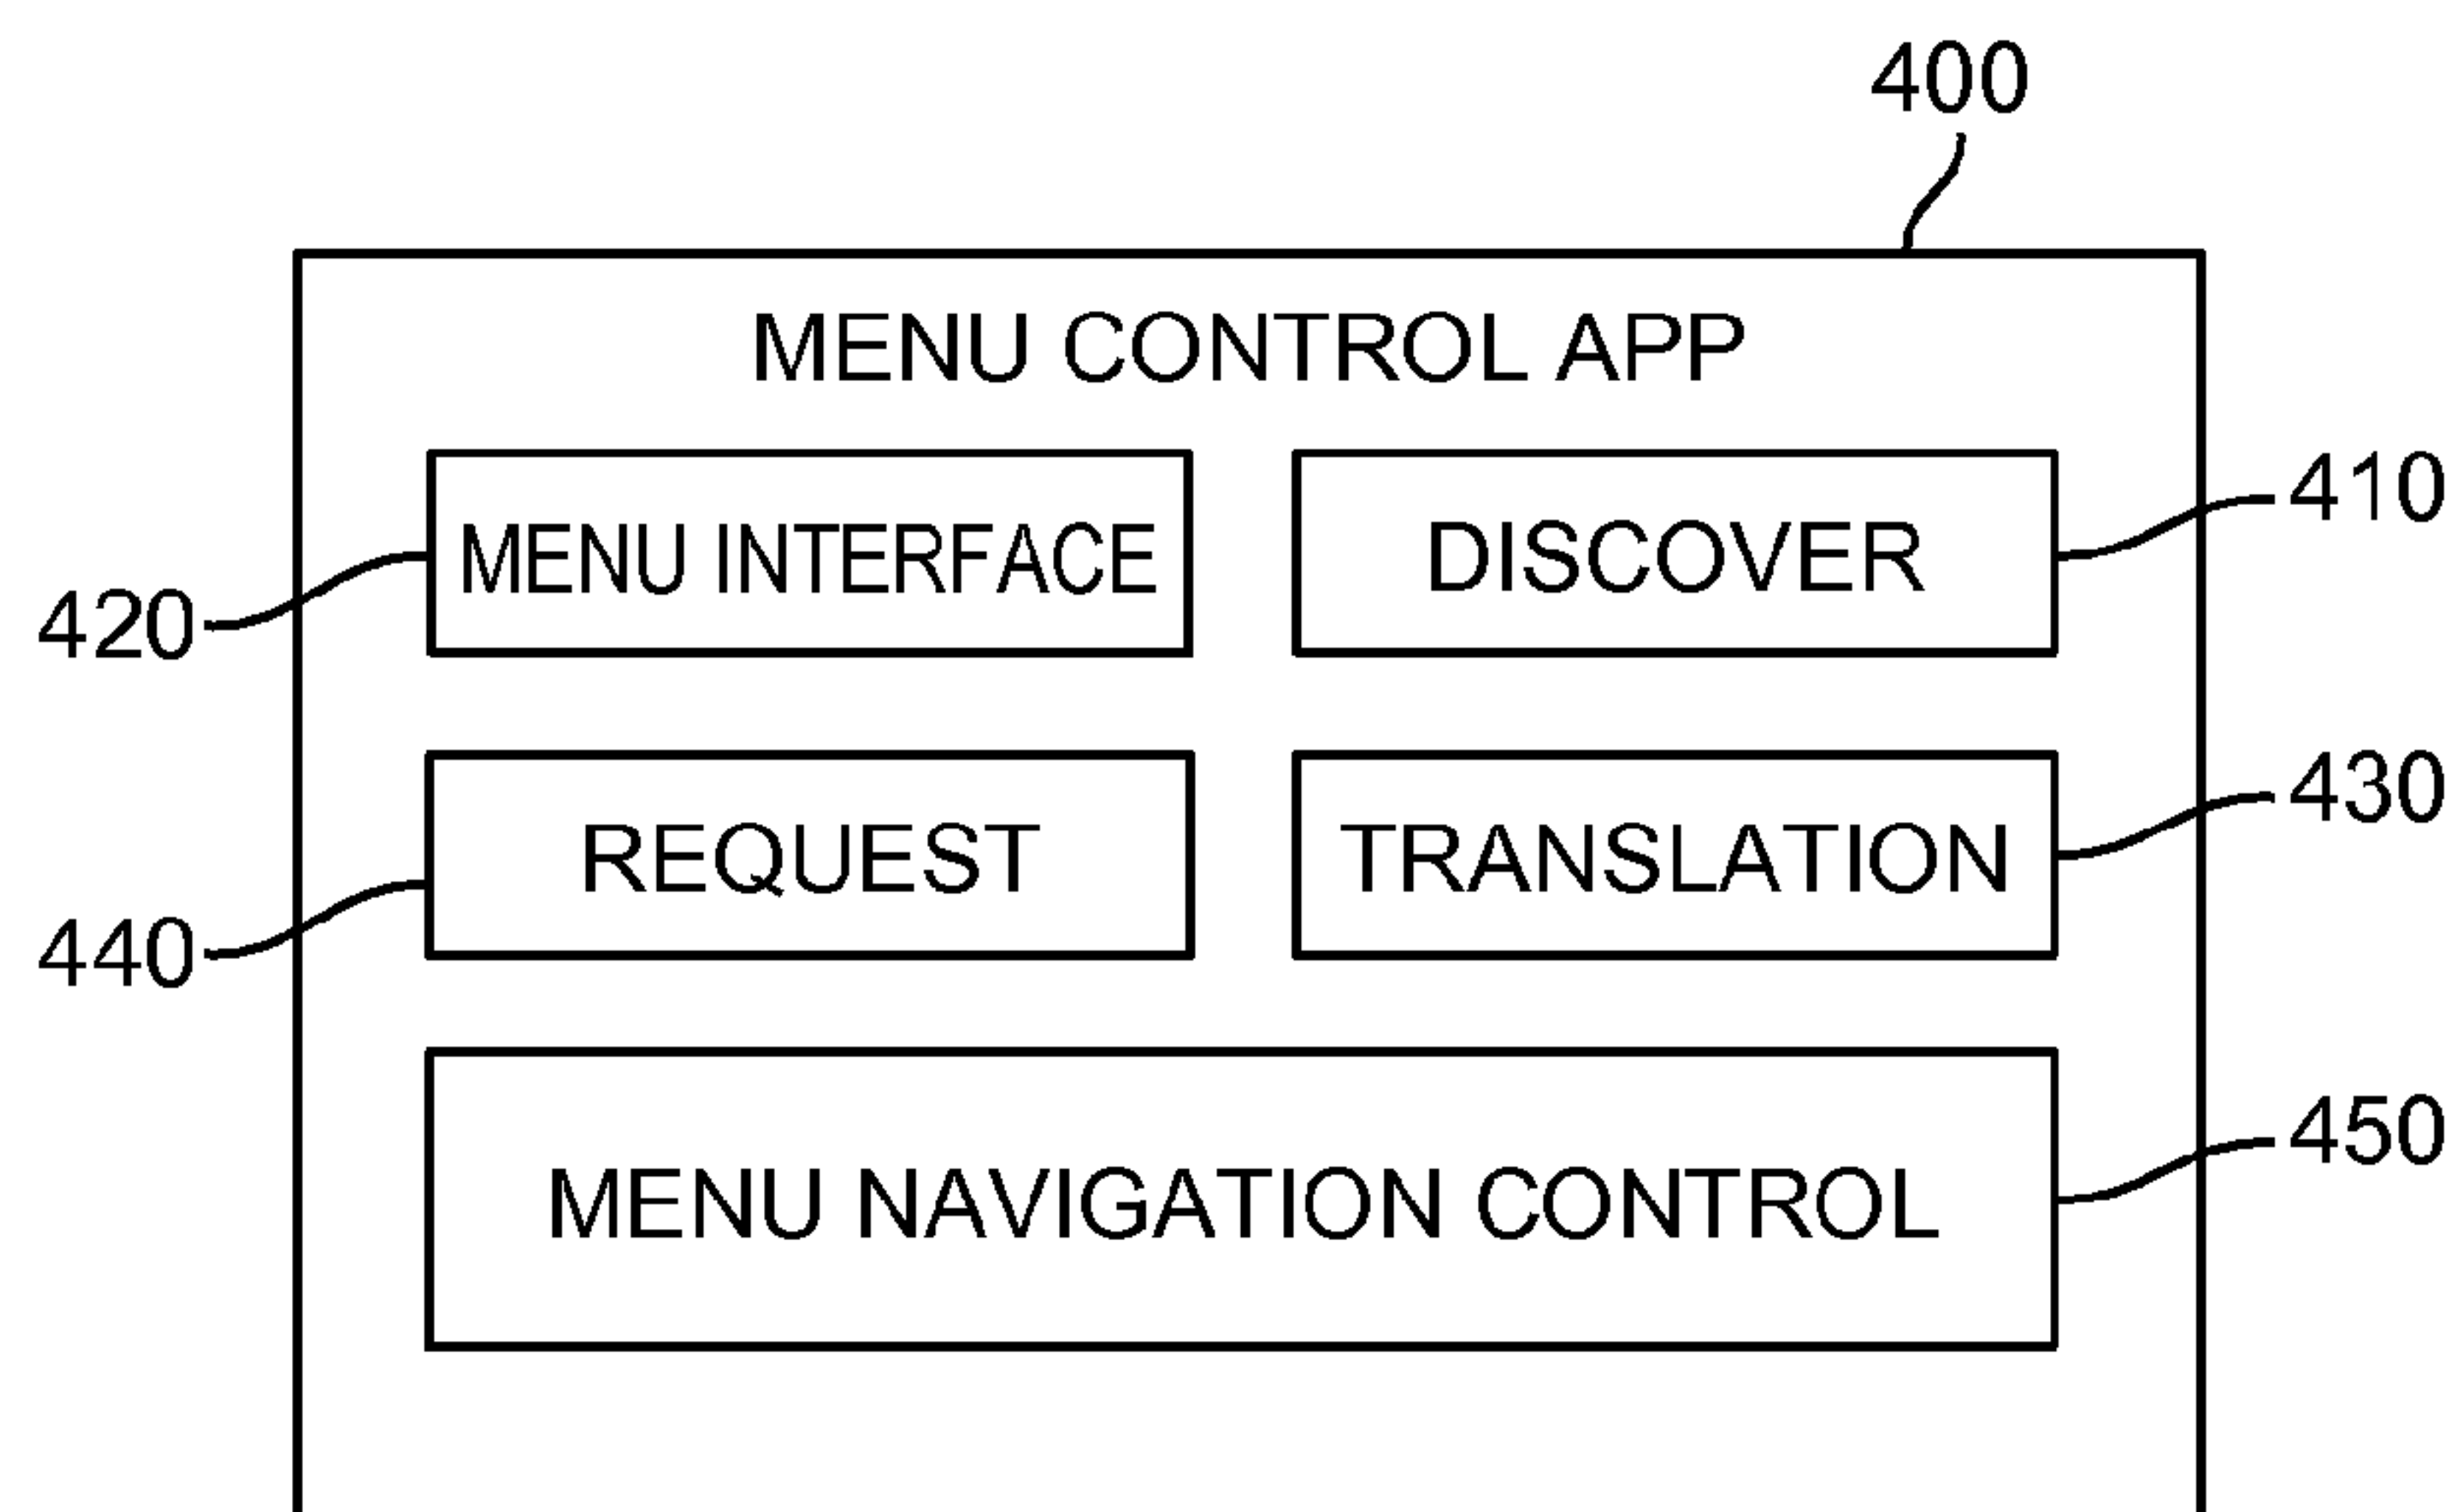 400
MENU CONTROL APP
MENU INTERFACE
DISCOVER
410
420
REQUEST
TRANSLATION
430
440
MENU NAVIGATION CONTROL
450